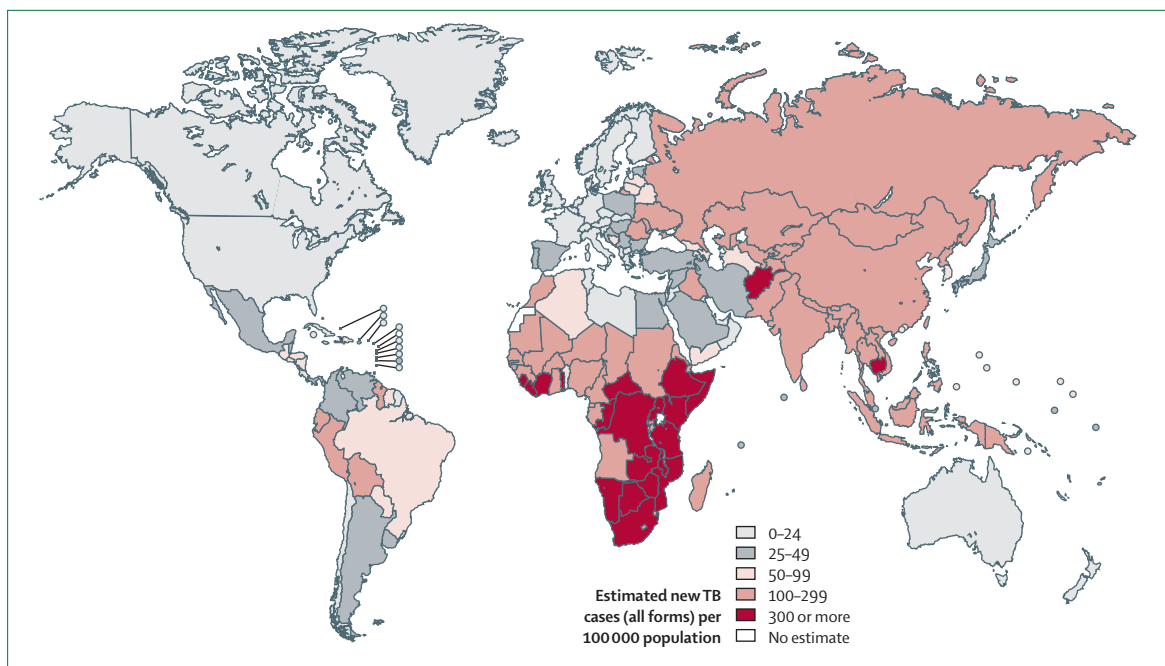 0–24
25–49
50–99
Estimated new TB 100–299
cases (all forms) per 300 or more
100 000 population No estimate